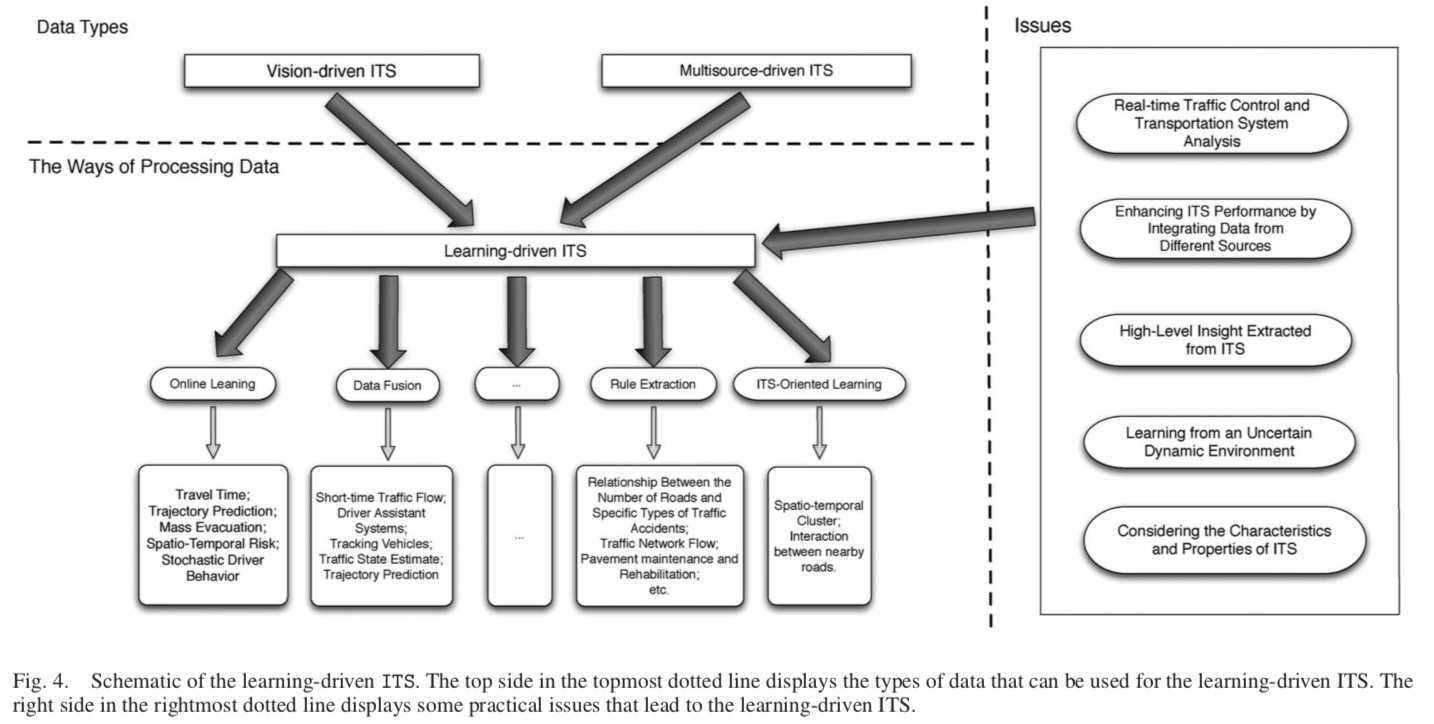 Data Types
Vision-driven ITS
Multisource-driven ITS
The Ways of Processing Data
Learning-driven ITS
Online Leaning
Data Fusion
...
Rule Extraction
ITS-Oriented Learning
Travel Time;
Trajectory Prediction;
Mass Evacuation;
Spatio-Temporal Risk;
Stochastic Driver
Behavior
Short-time Traffic Flow;
Driver Assistant
Systems;
Tracking Vehicles;
Traffic State Estimate;
Trajectory Prediction
...
Relationship Between the
Number of Roads and
Specific Types of Traffic
Accidents;
Traffic Network Flow;
Pavement maintenance and
Rehabilitation;
etc.
Spatio-temporal
Cluster;
Interaction
between nearby
roads.
Issues
Real-time Traffic Control and
Transportation System
Analysis
Enhancing ITS Performance by
Integrating Data from
Different Sources
High-Level Insight Extracted
from ITS
Learning from an Uncertain
Dynamic Environment
Considering the Characteristics
and Properties of ITS
Fig. 4. Schematic of the learning-driven ITS. The top side in the topmost dotted line displays the types of data that can be used for the learning-driven ITS. The
right side in the rightmost dotted line displays some practical issues that lead to the learning-driven ITS.